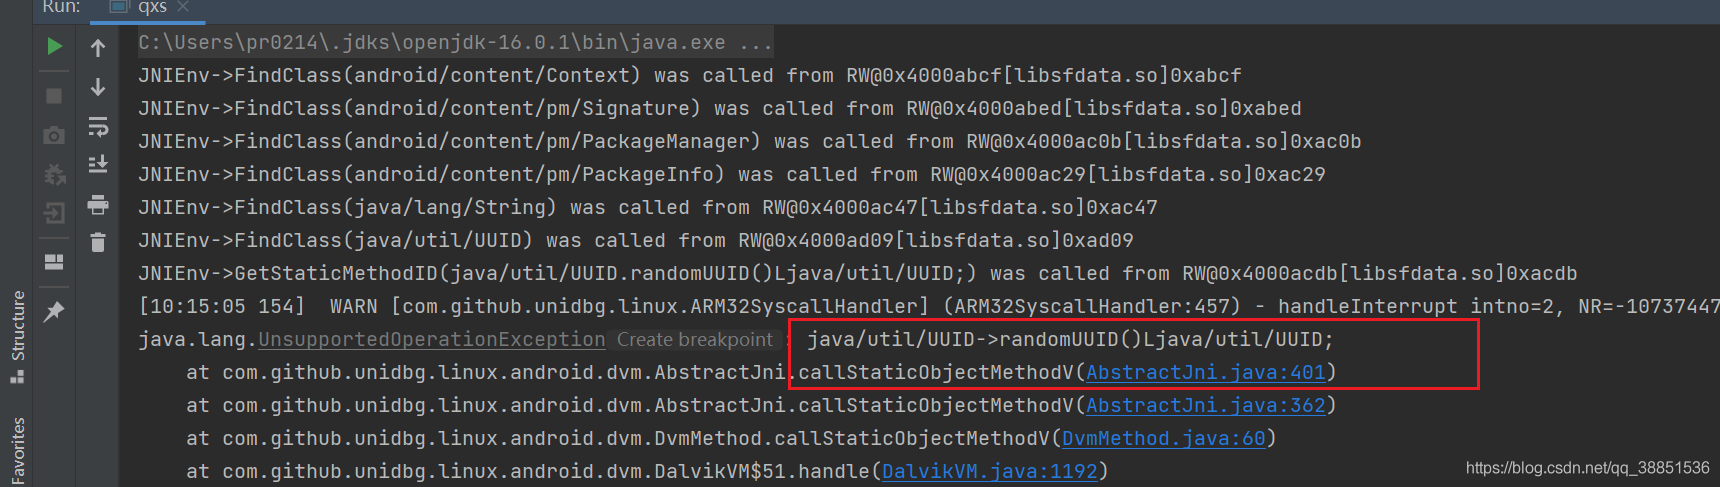 Run: qxs
C:\Users\pr0214\.jdks\openjdk-16.0.1\bin\java.exe ...
JNIEnv->FindClass(android/content/Context) was called from RW@0x4000abcf[libsfdata.so]0xabcf
JNIEnv->FindClass(android/content/pm/Signature) was called from RW@0x4000abed[libsfdata.so]0xabed
JNIEnv->FindClass(android/content/pm/PackageManager) was called from RW@0x4000ac0b[libsfdata.so]0xac0b
JNIEnv->FindClass(android/content/pm/PackageInfo) was called from RW@0x4000ac29[libsfdata.so]0xac29
JNIEnv->FindClass(java/lang/String) was called from RW@0x4000ac47[libsfdata.so]0xac47
JNIEnv->FindClass(java/util/UUID) was called from RW@0x4000ad09[libsfdata.so]0xad09
JNIEnv->GetStaticMethodID(java/util/UUID.randomUUID()Ljava/util/UUID;) was called from RW@0x4000acdb[libsfdata.so]0xacdb
[10:15:05 154]  WARN [com.github.unidbg.linux.ARM32SyscallHandler] (ARM32SyscallHandler:457) - handleInterrupt intno=2, NR=-10737447
java.lang.UnsupportedOperationException Create breakpoint : java/util/UUID->randomUUID()Ljava/util/UUID;
at com.github.unidbg.linux.android.dvm.AbstractJni.callStaticObjectMethodV(AbstractJni.java:401)
at com.github.unidbg.linux.android.dvm.AbstractJni.callStaticObjectMethodV(AbstractJni.java:362)
at com.github.unidbg.linux.android.dvm.DvmMethod.callStaticObjectMethodV(DvmMethod.java:60)
at com.github.unidbg.linux.android.dvm.DalvikVM$51.handle(DalvikVM.java:1192)
Structure
Favorites
https://blog.csdn.net/qq_38851536